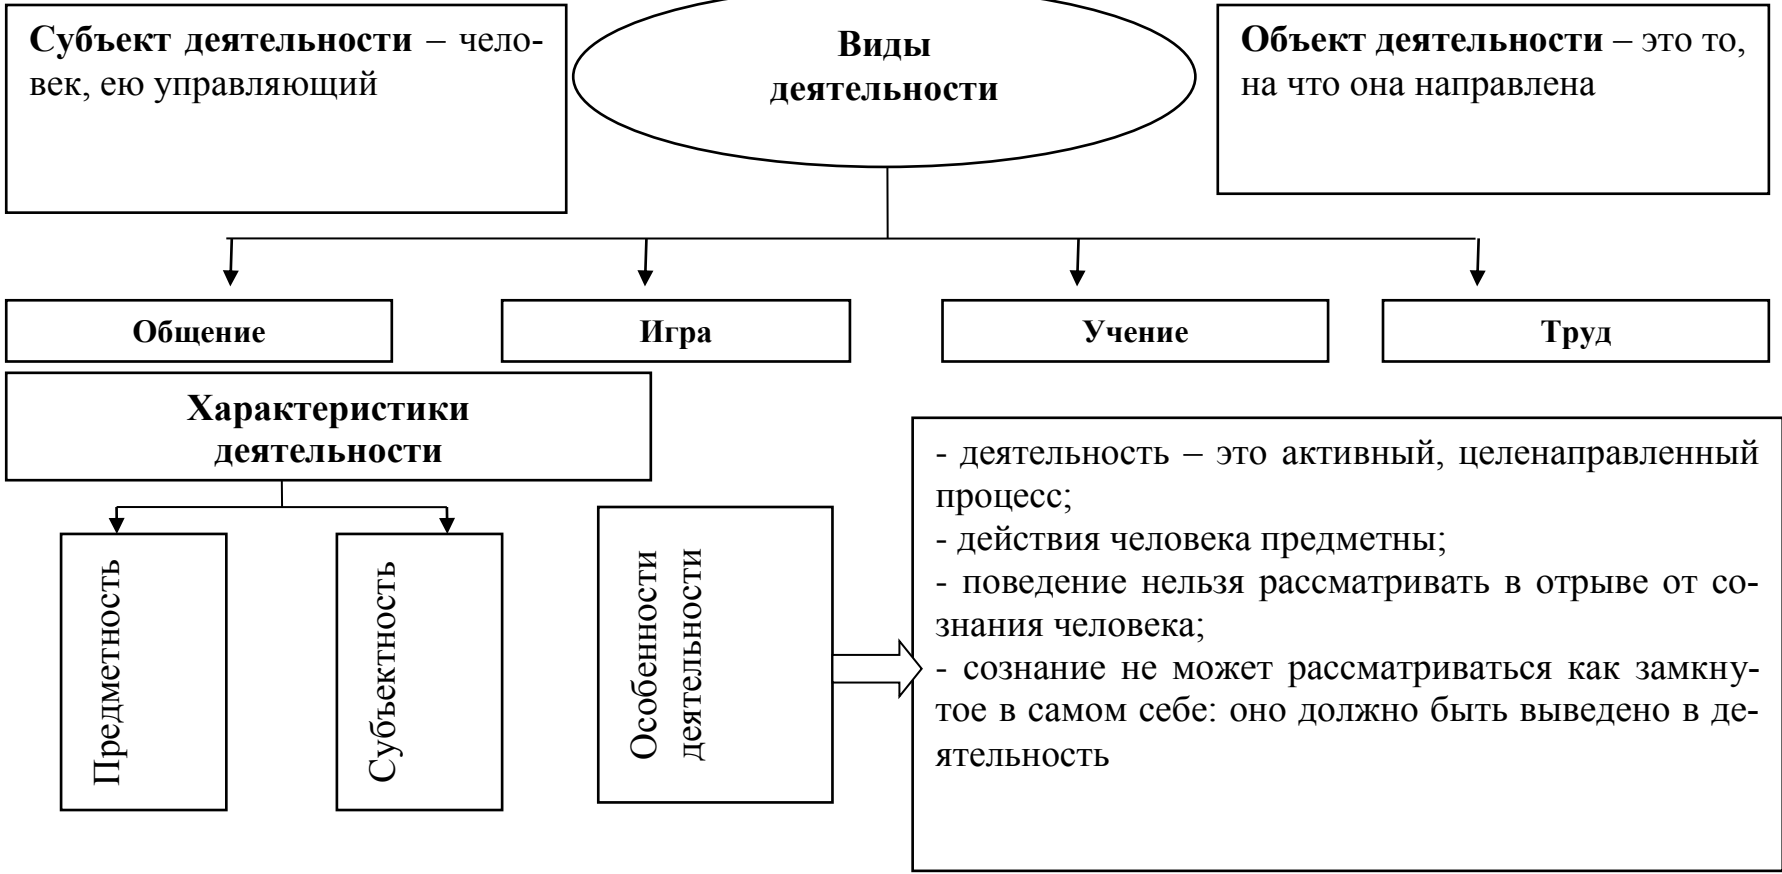 Субъект деятельности – чело-
век, ею управляющий
Виды
деятельности
Объект деятельности – это то,
на что она направлена
Общение
Игра
Учение
Труд
Характеристики
деятельности
Предметность
Субъектность
Особенности
деятельности
- деятельность – это активный, целенаправленный
процесс;
- действия человека предметны;
- поведение нельзя рассматривать в отрыве от со-
знания человека;
- сознание не может рассматриваться как замкну-
тое в самом себе: оно должно быть выведено в де-
ятельность